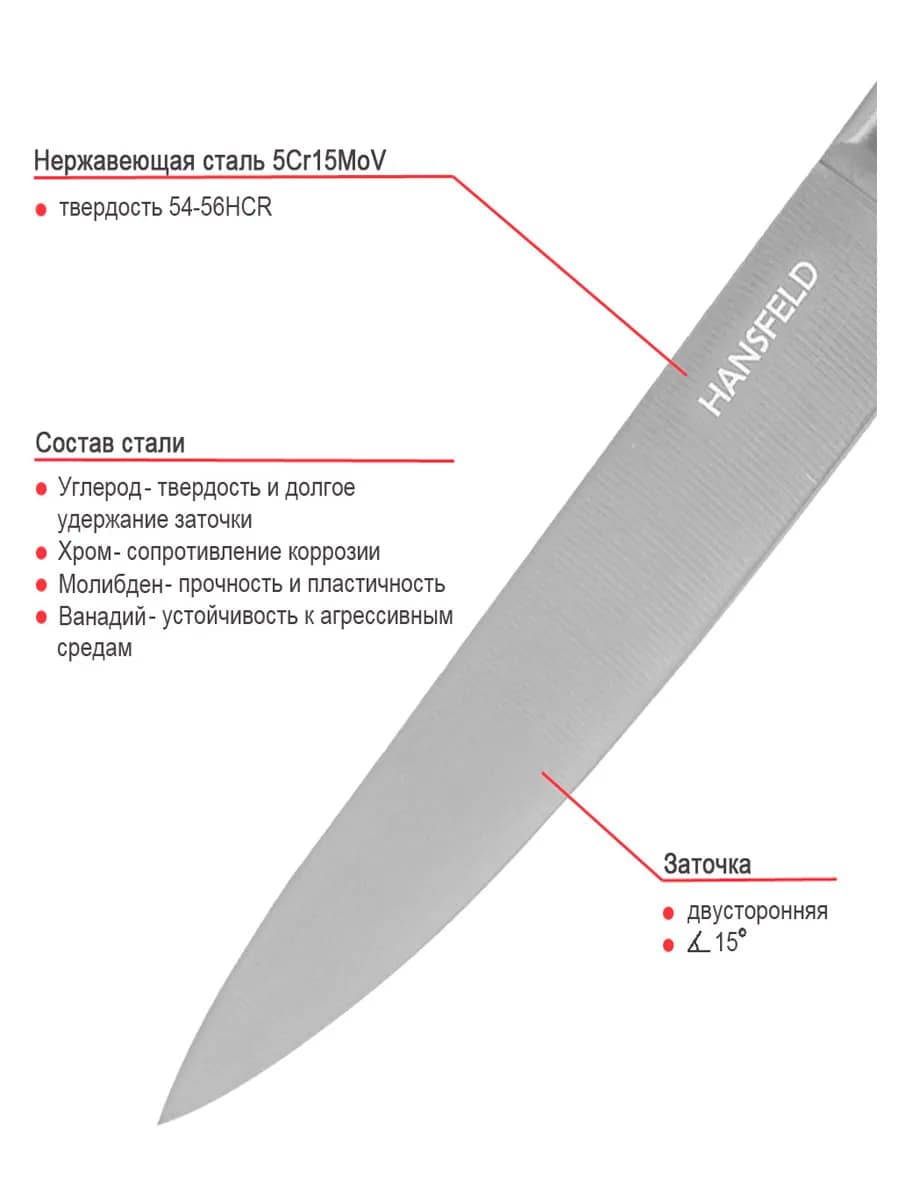 Нержавеющая сталь 5Cr15MoV
твердость 54-56HCR
HANSFELD
Состав стали
Углерод - твердость и долгое
удержание заточки
Хром - сопротивление коррозии
Молибден - прочность и пластичность
Ванадий - устойчивость к агрессивным
средам
Заточка
двусторонняя
∡ 15°